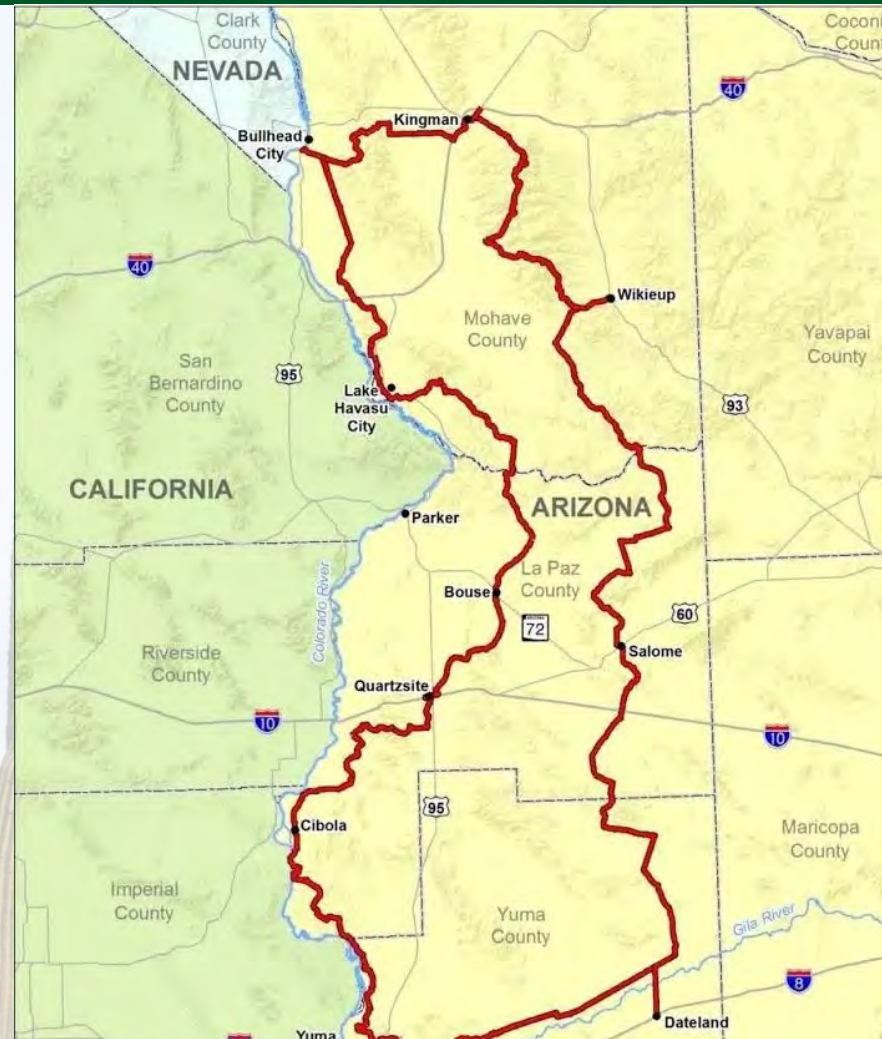 Clark
County
NEVADA
40
Kingman
Bullhead
City
40
Wikieup
Mohave
County
Yavapai
County
San
Bernardino
County
95
93
Lake
Havasu
City
CALIFORNIA
ARIZONA
Parker
Colorado River
La Paz
County
Bouse
72
60
Riverside
County
Salome
Quartzsite
10
10
95
Cibola
Maricopa
County
Imperial
County
Yuma
County
Gila River
8
Dateland
Yuma